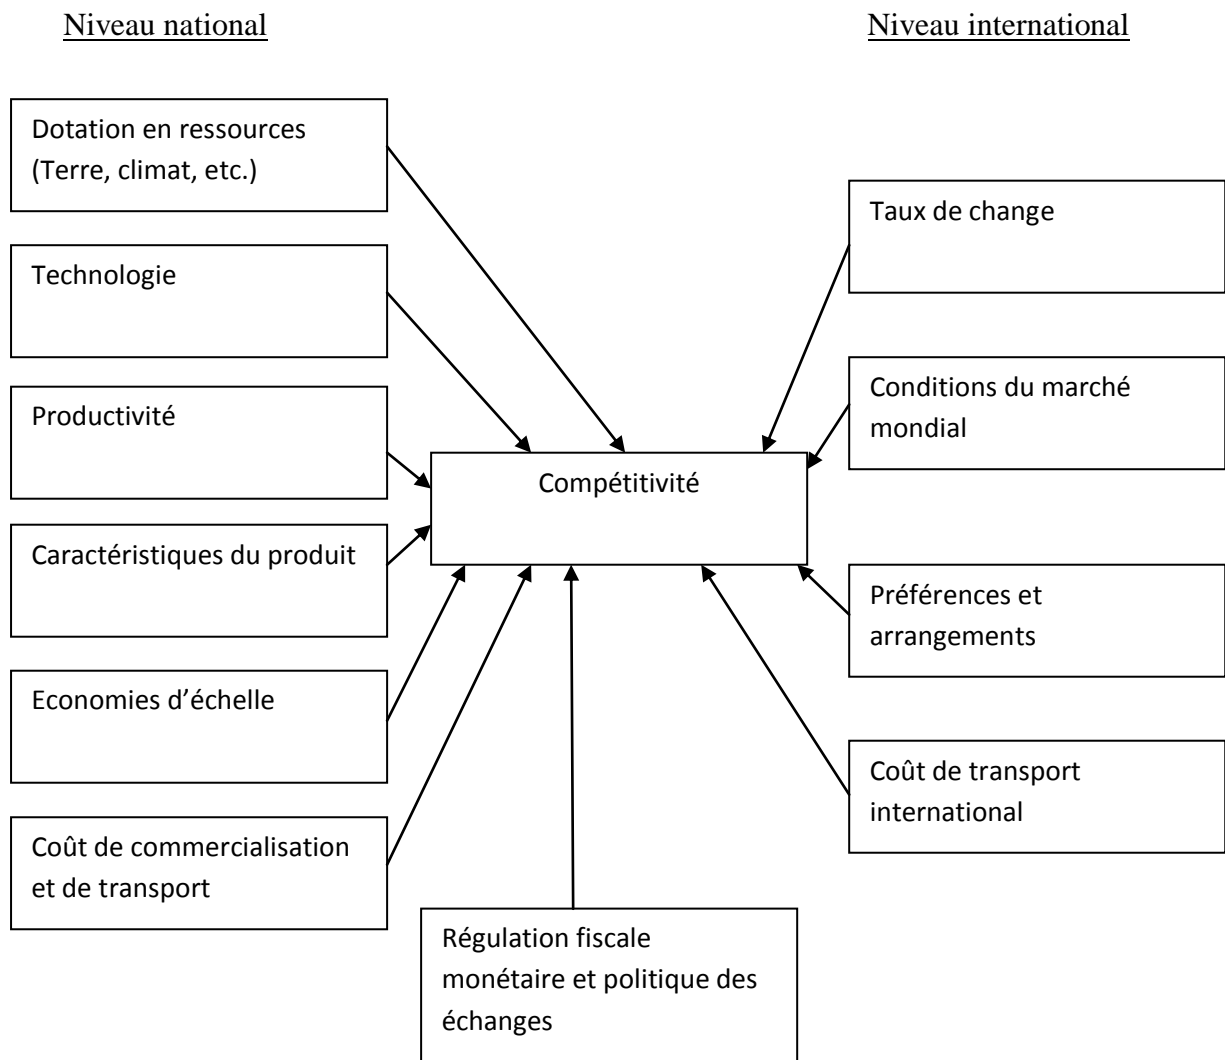 Niveau national
Niveau international
Dotation en ressources
(Terre, climat, etc.)
Technologie
Productivité
Caractéristiques du produit
Economies d’échelle
Coût de commercialisation
et de transport
Compétitivité
Régulation fiscale
monétaire et politique des
échanges
Taux de change
Conditions du marché
mondial
Préférences et
arrangements
Coût de transport
international